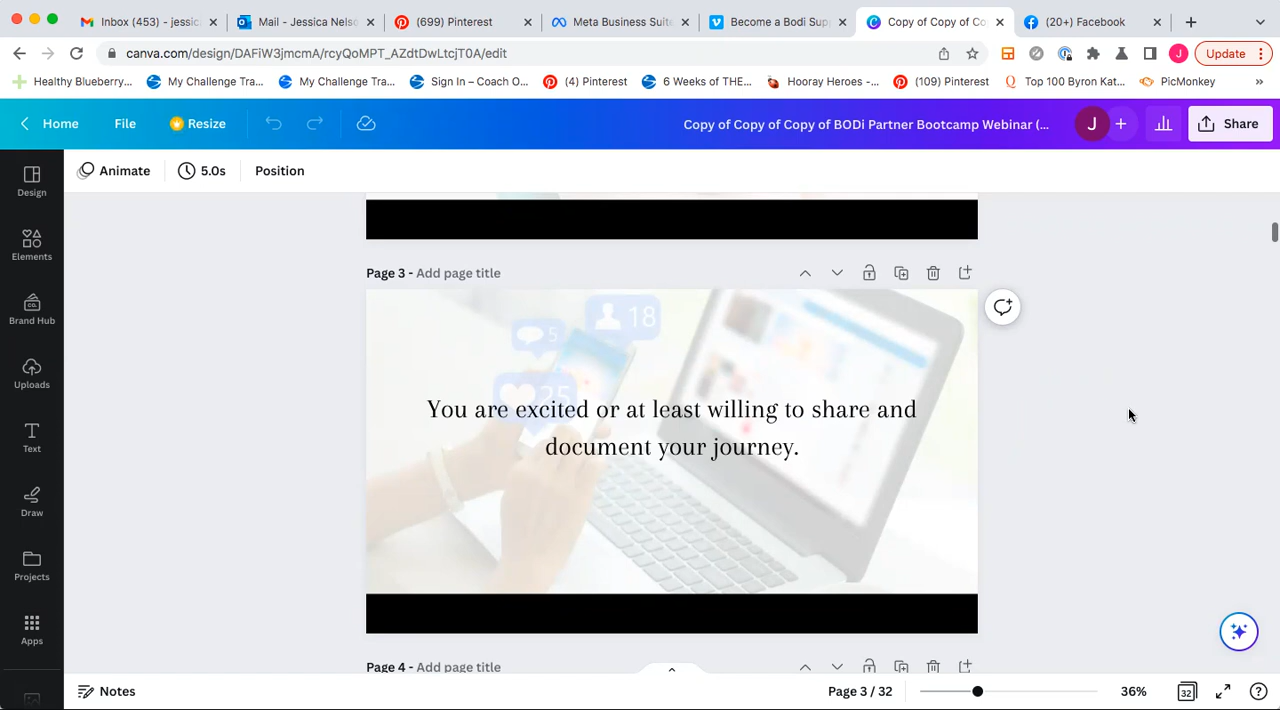 Inbox (453) - jessic
Mail - Jessica Nelso
(699) Pinterest
Meta Business Suite
Become a Bodi Sup
Copy of Copy of Co
(20+) Facebook
canva.com/design/DAFiW3jmcmA/rcyQoMPT_AZdtDwLtcjT0A/edit
J
Update
Healthy Blueberry...
My Challenge Tra...
My Challenge Tra...
Sign In – Coach O...
(4) Pinterest
6 Weeks of THE...
Hooray Heroes -...
(109) Pinterest
Top 100 Byron Kat...
PicMonkey
»
Home
File
Resize
Copy of Copy of Copy of BODi Partner Bootcamp Webinar (...
J
Share
Animate
5.0s
Position
Design
Elements
Brand Hub
Uploads
Text
Draw
Projects
Apps
Page 3 - Add page title
18
5
25
You are excited or at least willing to share and
document your journey.
Page 4 - Add page title
Notes
Page 3 / 32
36%
32